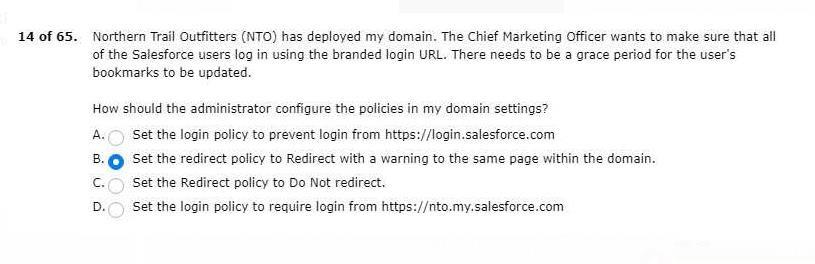 14 of 65. Northern Trail Outfitters (NTO) has deployed my domain. The Chief Marketing Officer wants to make sure that all
of the Salesforce users log in using the branded login URL. There needs to be a grace period for the user's
bookmarks to be updated.
How should the administrator configure the policies in my domain settings?
A. Set the login policy to prevent login from https://login.salesforce.com
B. Set the redirect policy to Redirect with a warning to the same page within the domain.
C. Set the Redirect policy to Do Not redirect.
D. Set the login policy to require login from https://nto.my.salesforce.com